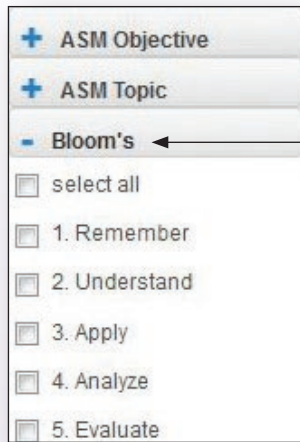 + ASM Objective
+ ASM Topic
- Bloom's
select all
1. Remember
2. Understand
3. Apply
4. Analyze
5. Evaluate